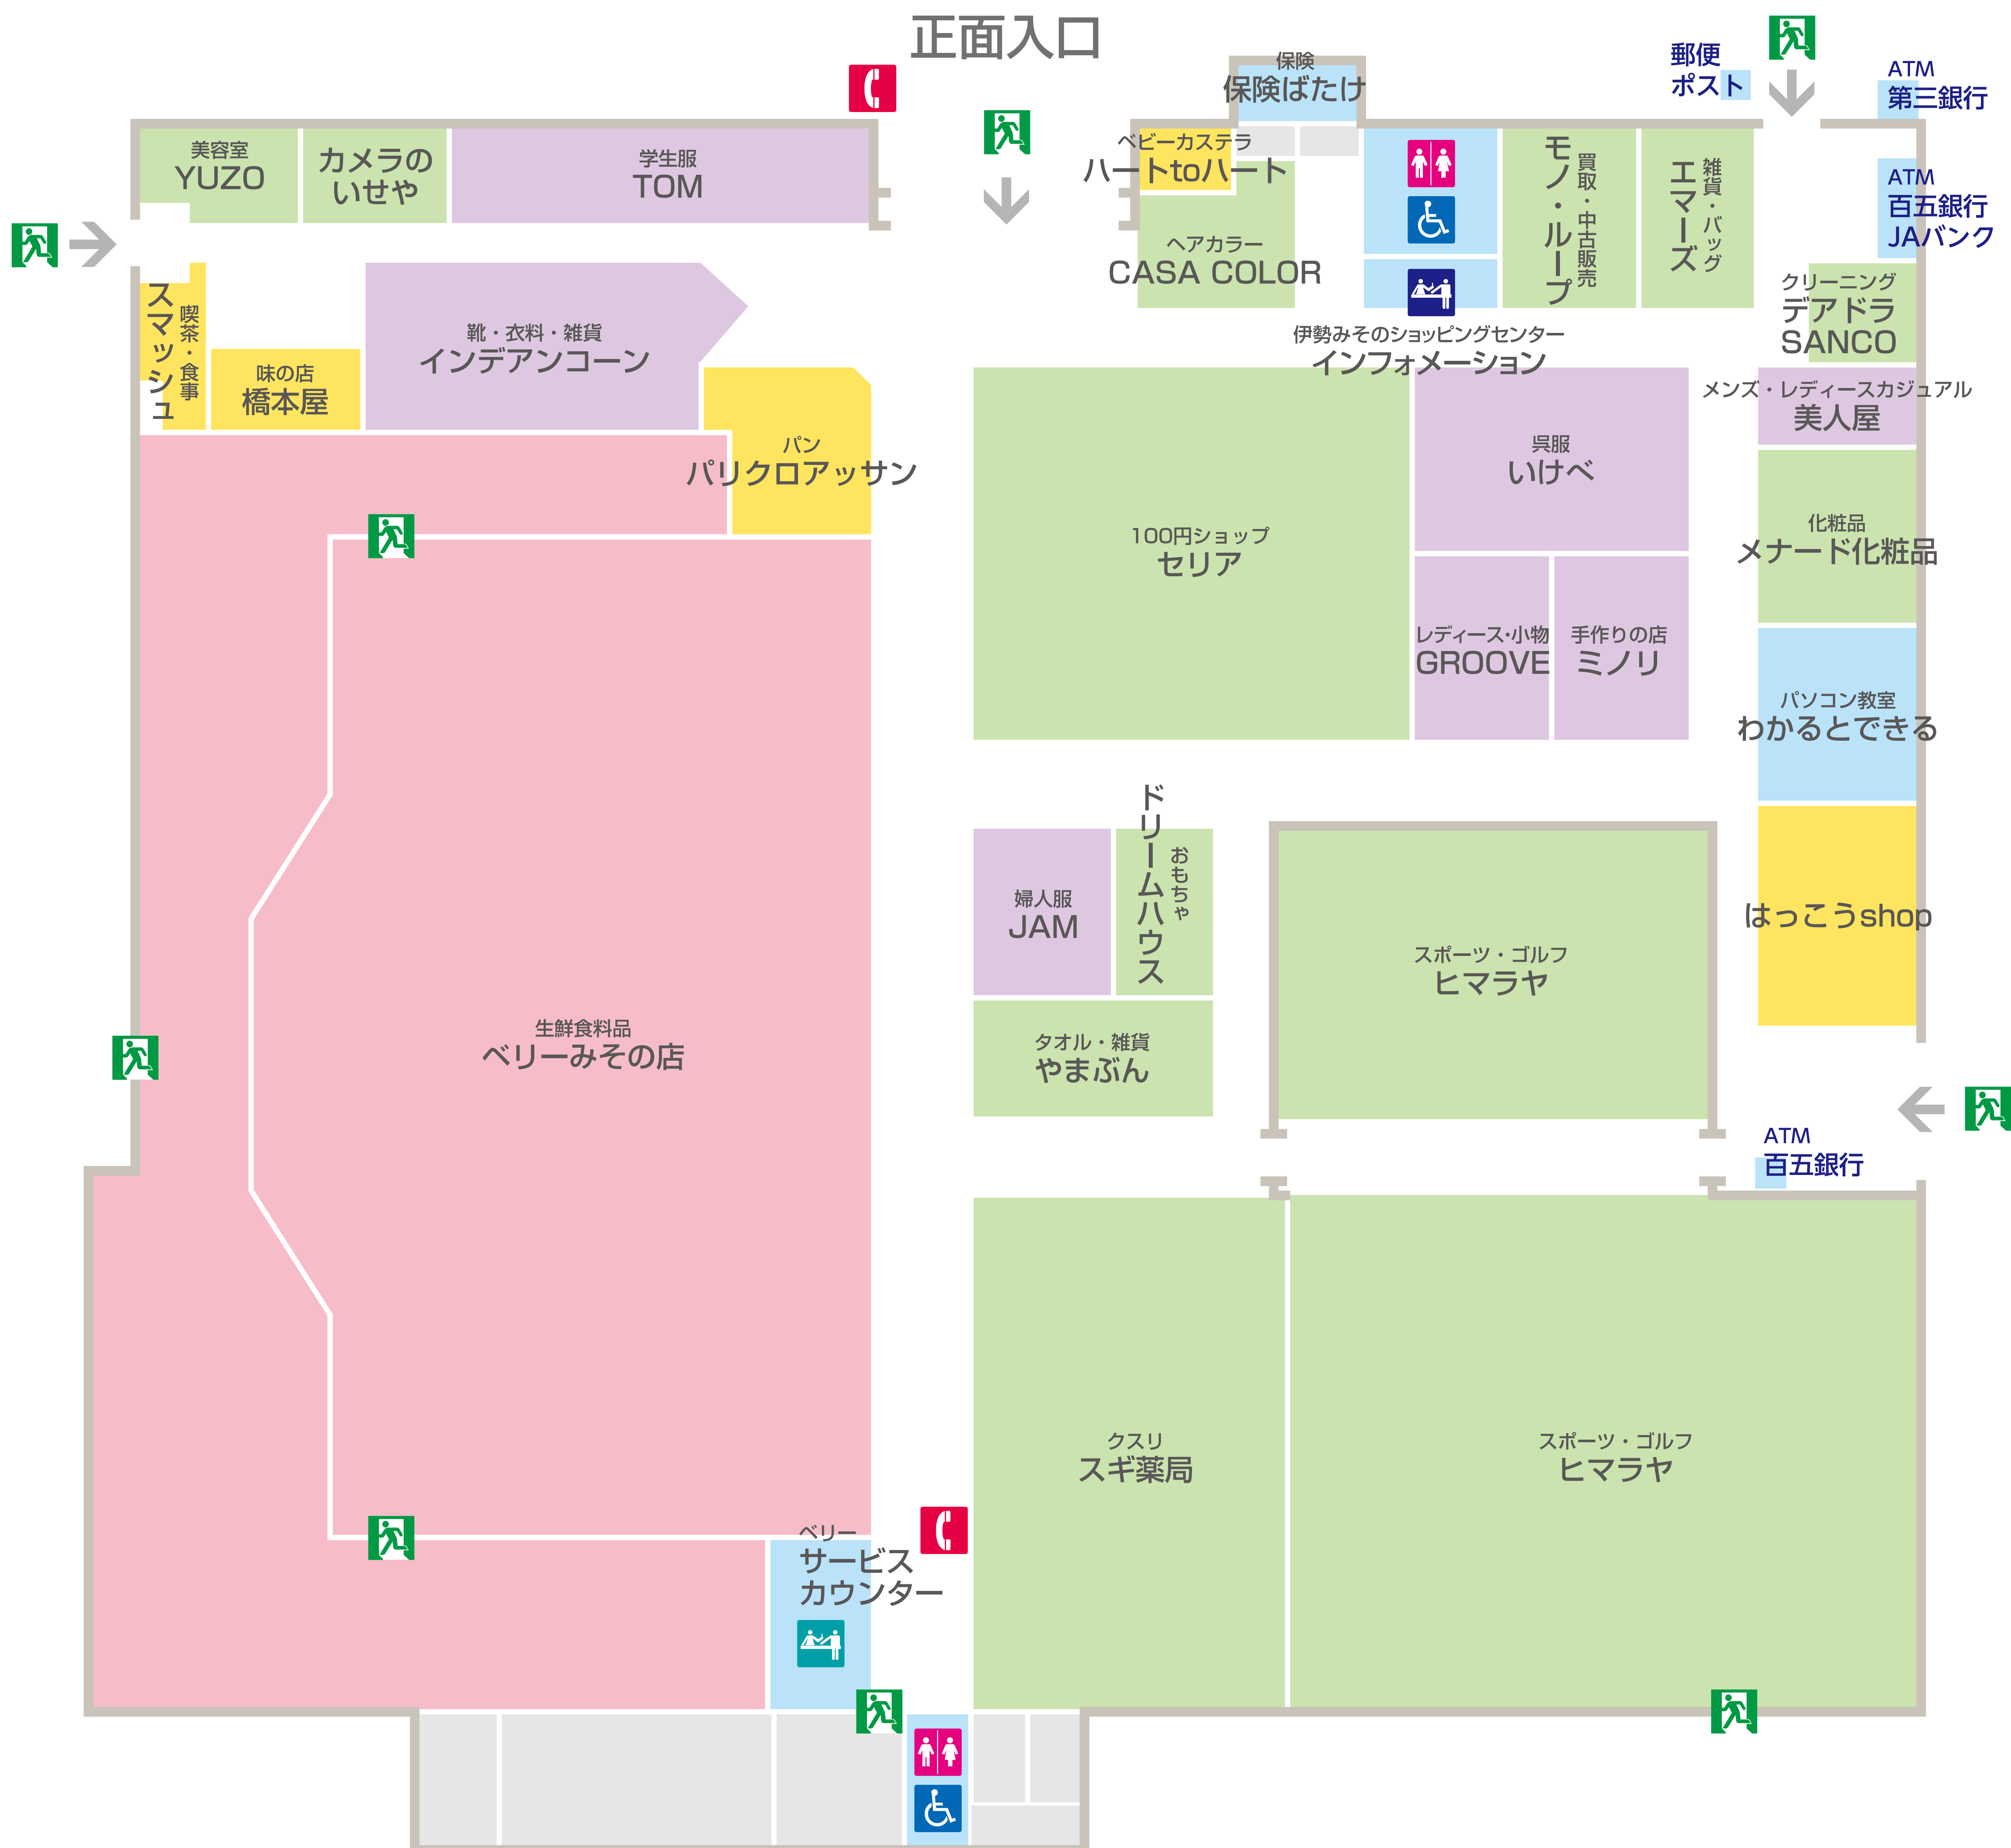 正面入口
保険
保険ばたけ
郵便
ポスト
ATM
第三銀行
美容室
YUZO
カメラの
いせや
学生服
TOM
ベビーカステラ
ハートtoハート
ヘアカラー
CASA COLOR
買取・中古販売
モノ・ループ
雑貨・バッグ
エマーズ
ATM
百五銀行
JAバンク
クリーニング
デアドラ
SANCO
喫茶・食事
スマッシュ
味の店
橋本屋
靴・衣料・雑貨
インデアンコーン
伊勢みそのショッピングセンター
インフォメーション
メンズ・レディースカジュアル
美人屋
パン
パリクロアッサン
呉服
いけべ
100円ショップ
セリア
化粧品
メナード化粧品
レディース・小物
GROOVE
手作りの店
ミノリ
パソコン教室
わかるとできる
婦人服
JAM
おもちゃ
ドリームハウス
はっこうshop
スポーツ・ゴルフ
ヒマラヤ
生鮮食料品
ベリーみその店
タオル・雑貨
やまぶん
ATM
百五銀行
クスリ
スギ薬局
スポーツ・ゴルフ
ヒマラヤ
ベリー
サービス
カウンター